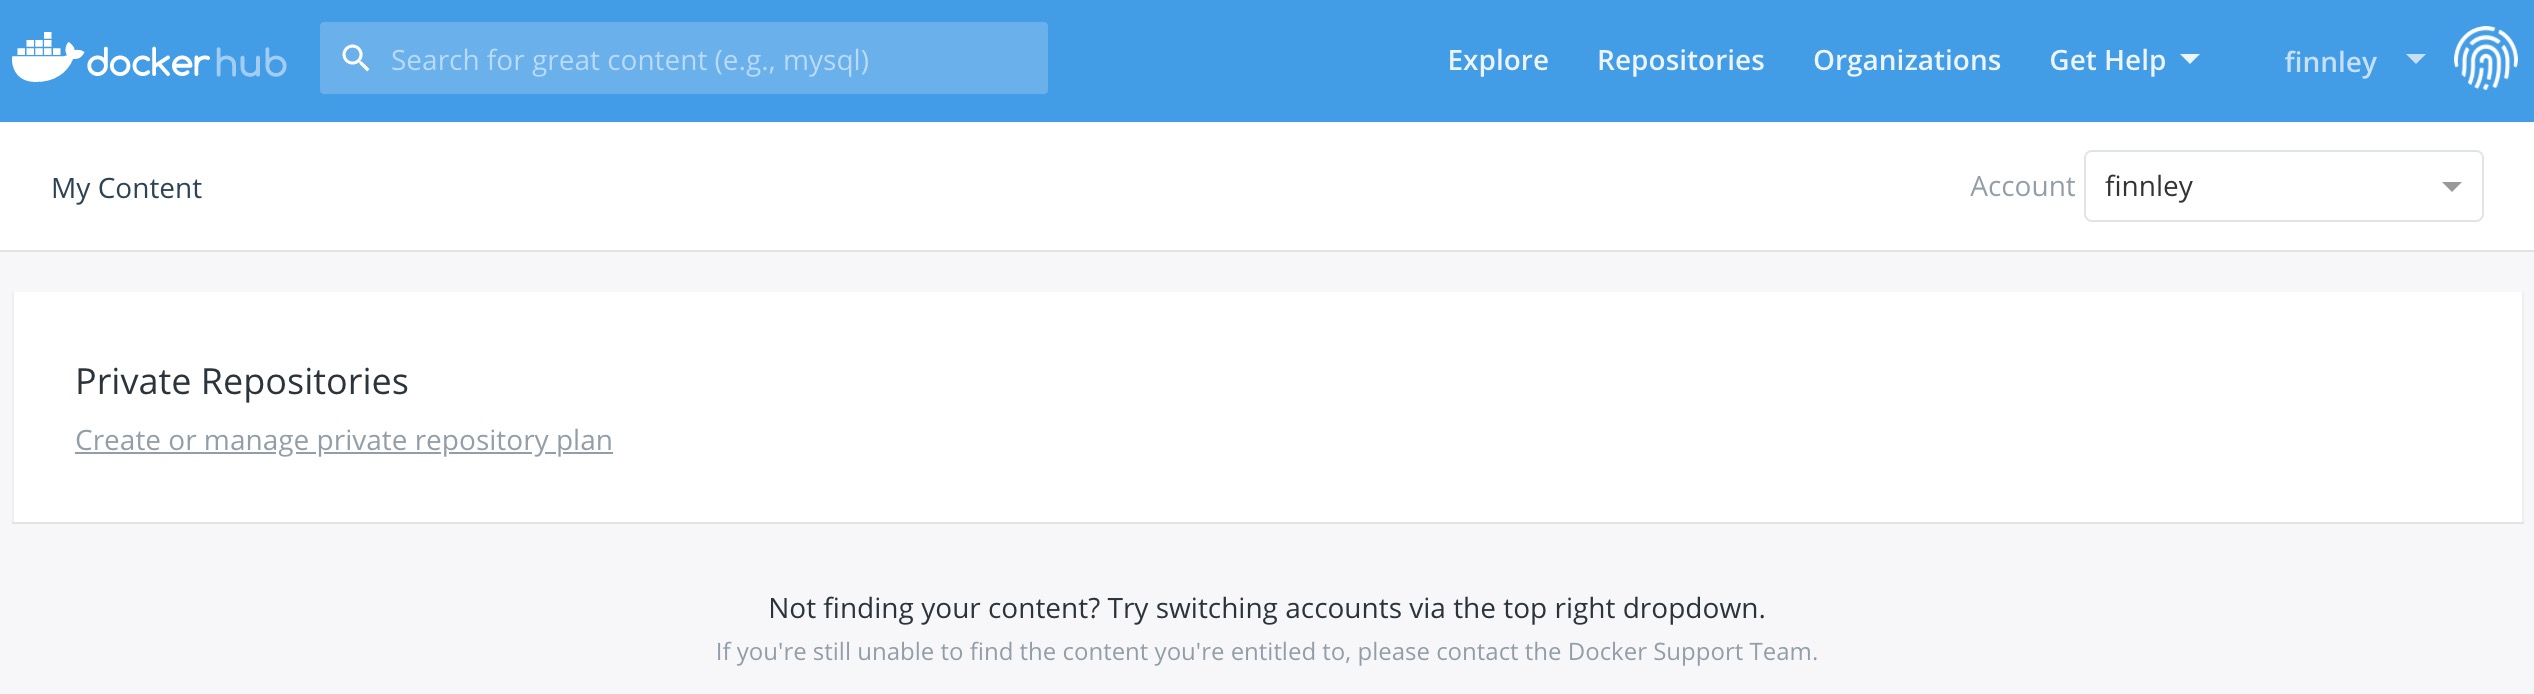 docker hub
Search for great content (e.g., mysql)
Explore
Repositories
Organizations
Get Help
finnley
My Content
Account
finnley
Private Repositories
Create or manage private repository plan
Not finding your content? Try switching accounts via the top right dropdown.
If you're still unable to find the content you're entitled to, please contact the Docker Support Team.